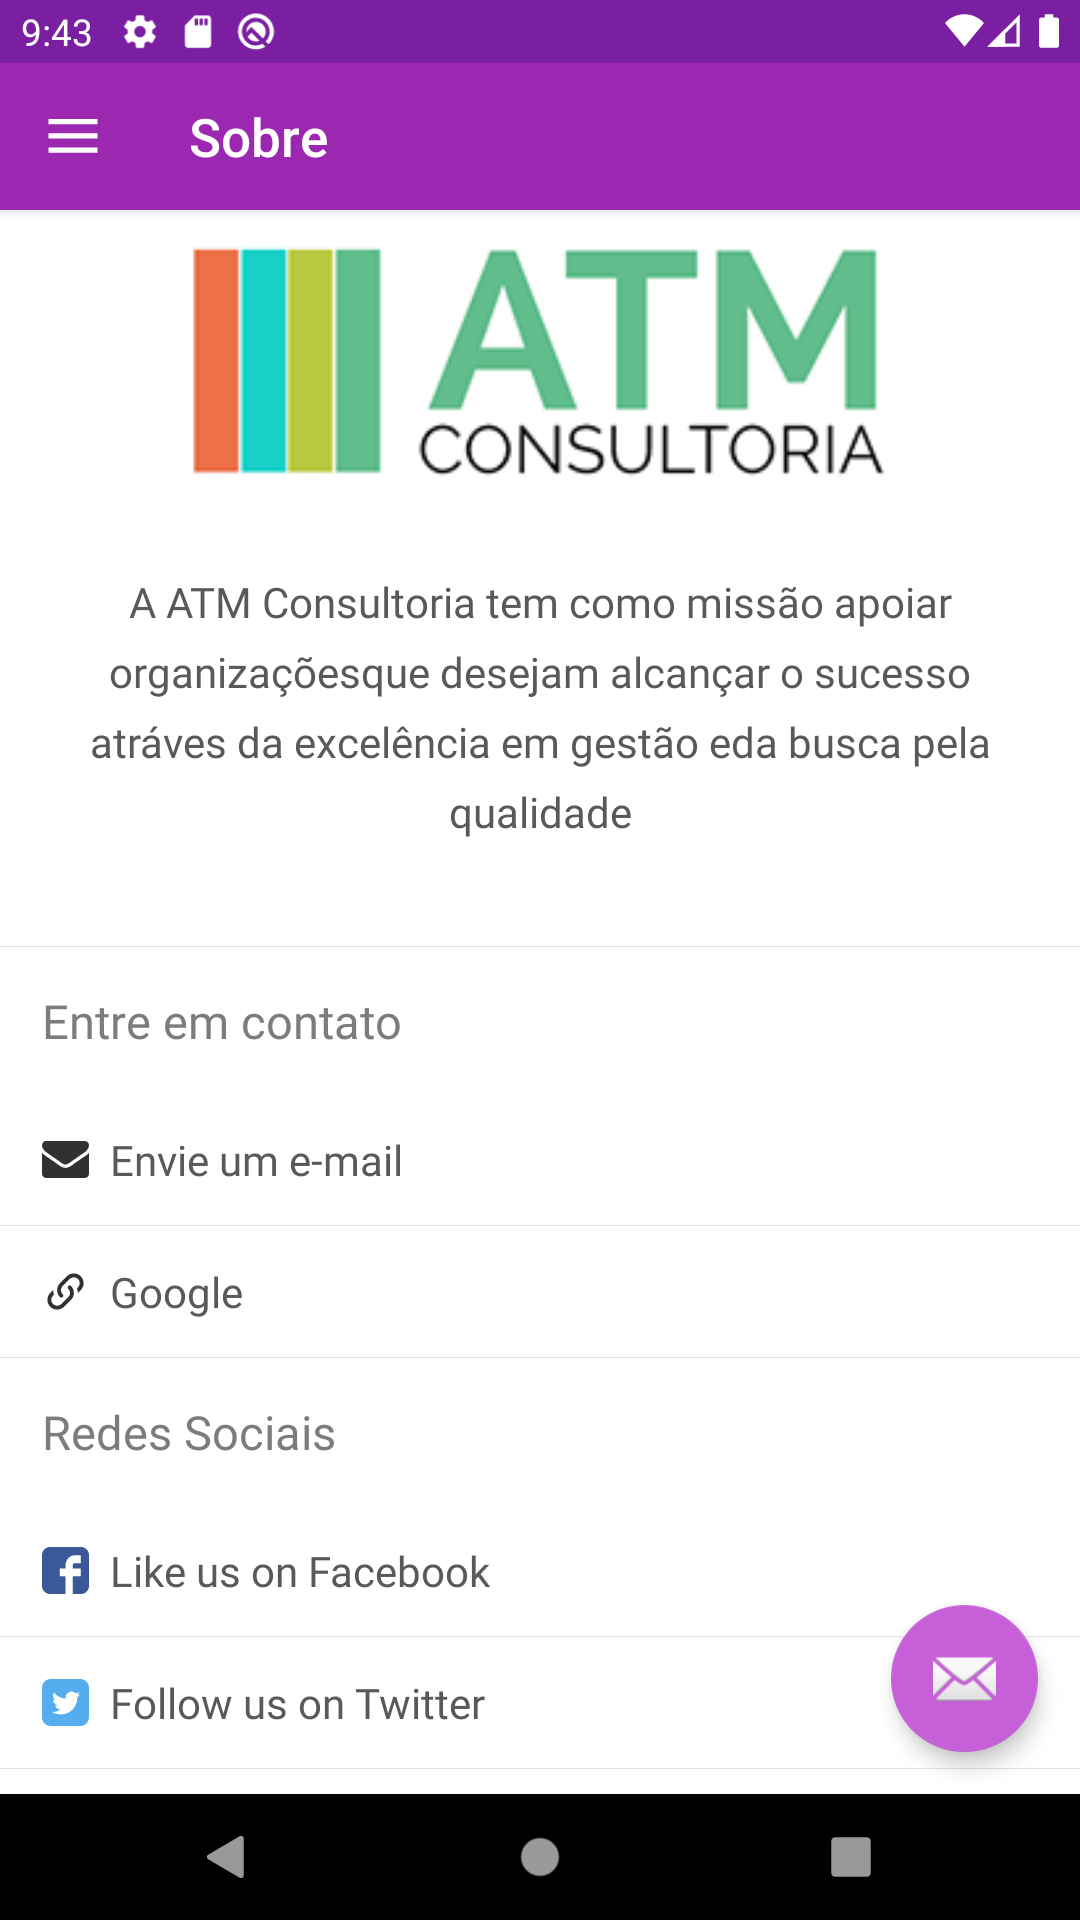 9:43
Sobre
ATM
CONSULTORIA
A ATM Consultoria tem como missão apoiar
organizaçõesque desejam alcançar o sucesso
atráves da excelência em gestão eda busca pela
qualidade
Entre em contato
Envie um e-mail
Google
Redes Sociais
Like us on Facebook
Follow us on Twitter